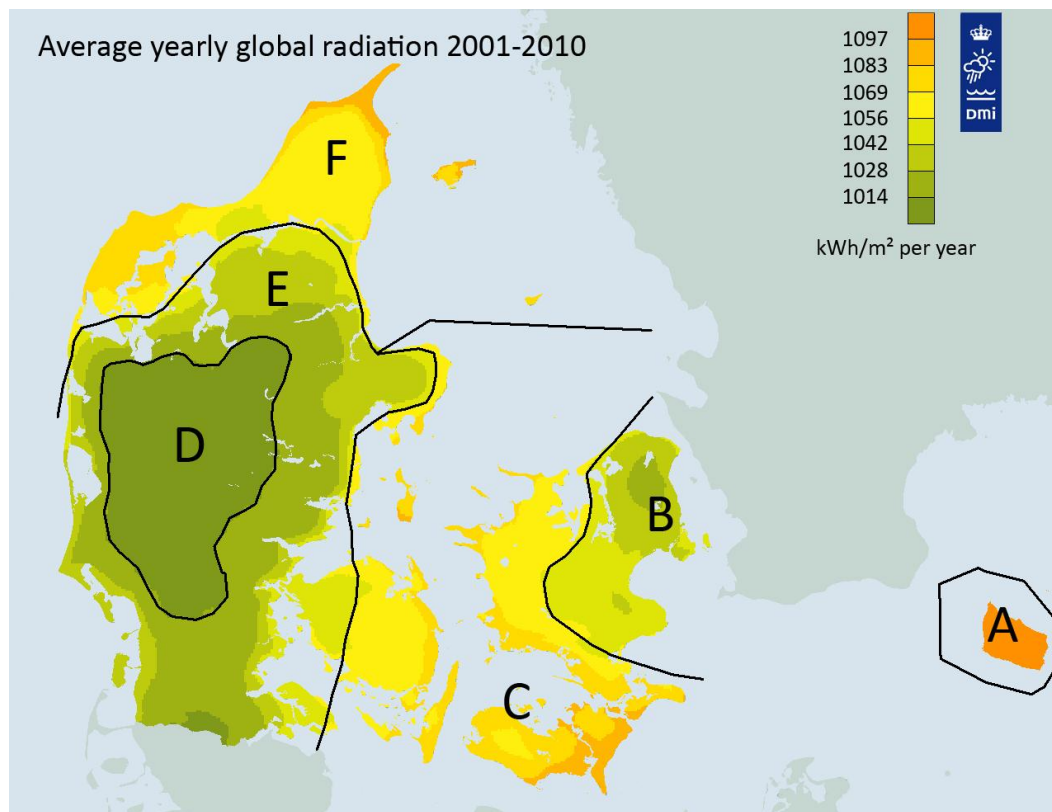 Average yearly global radiation 2001-2010
1097
1083
1069
1056
1042
1028
1014
DMI
kWh/m² per year
F
E
D
B
A
C